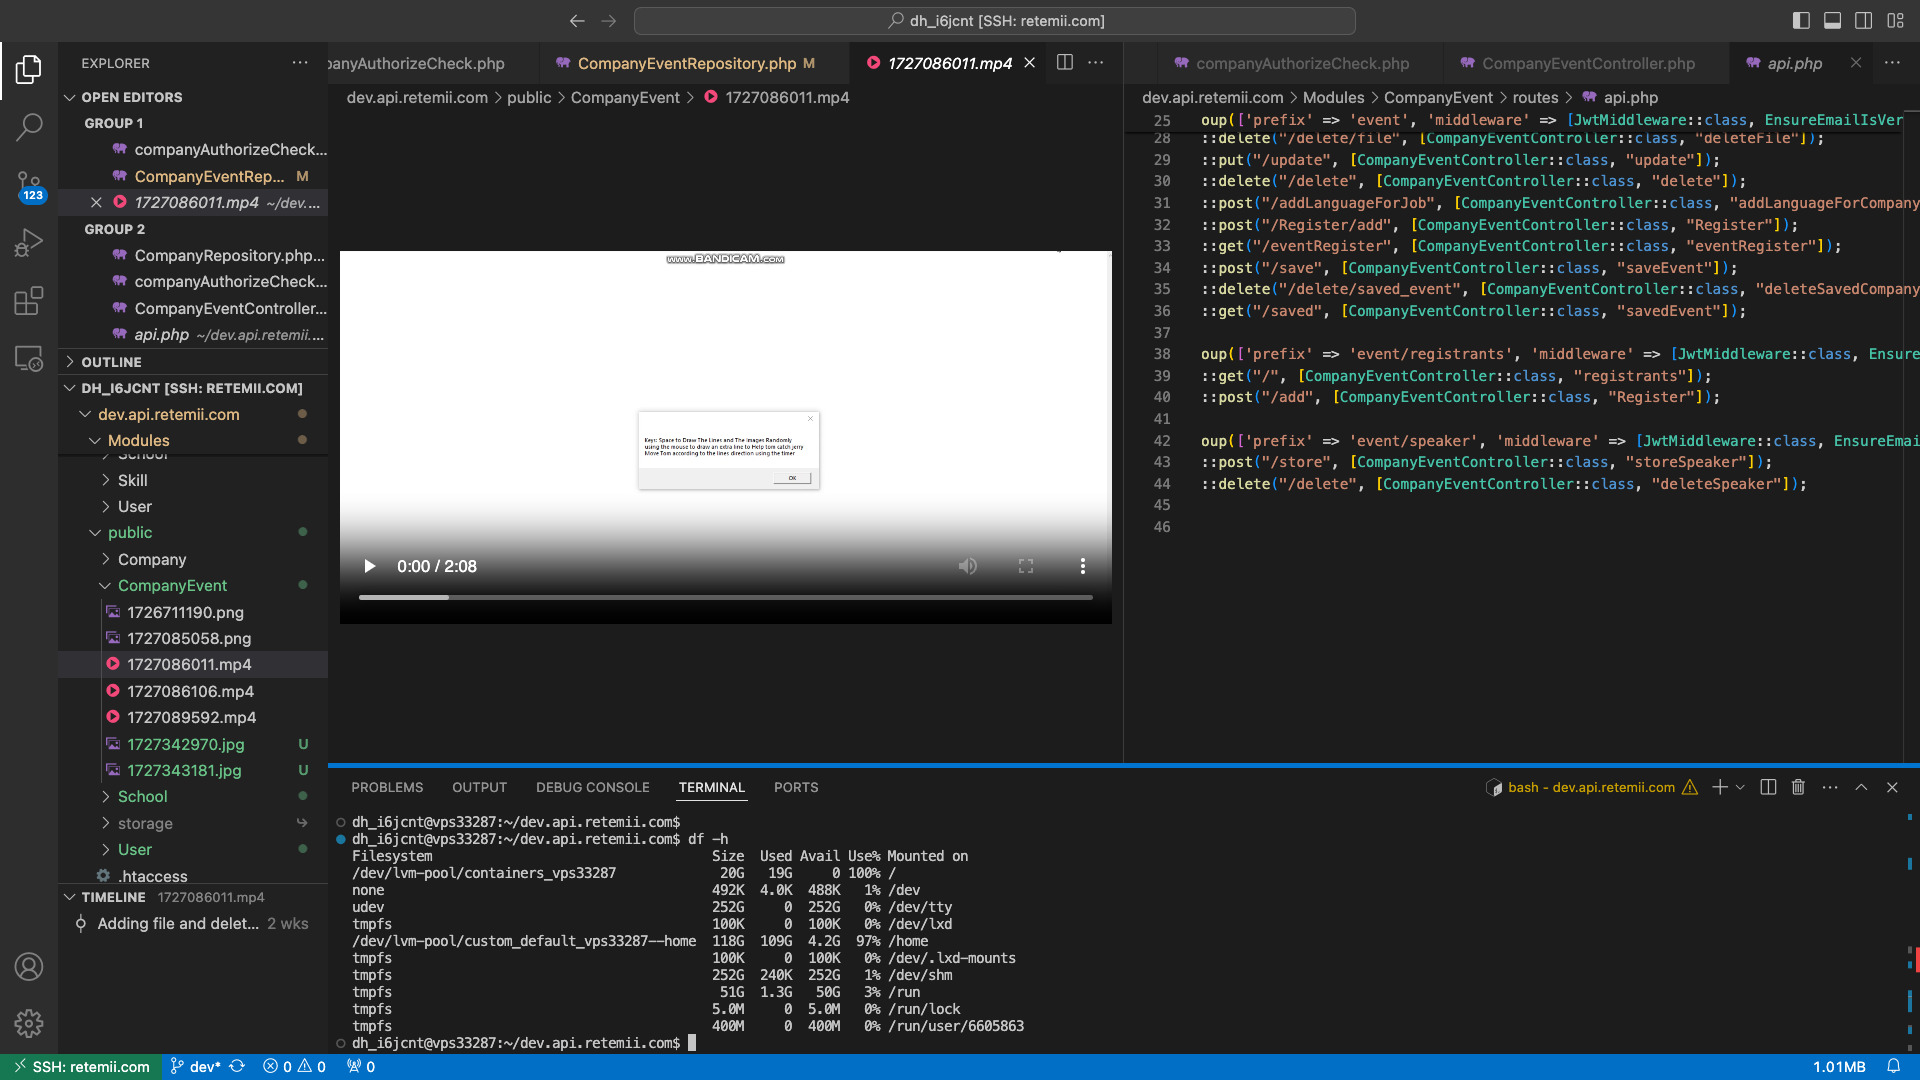 dh_i6jcnt [SSH: retemii.com]
EXPLORER
OPEN EDITORS
GROUP 1
companyAuthorizeCheck...
CompanyEventRep... M
1727086011.mp4 ~/dev....
GROUP 2
CompanyRepository.php...
companyAuthorizeCheck...
CompanyEventController...
api.php ~/dev.api.retemii....
OUTLINE
DH_I6JCNT [SSH: RETEMII.COM]
dev.api.retemii.com
Modules
School
Skill
User
public
Company
CompanyEvent
1726711190.png
1727085058.png
1727086011.mp4
1727086106.mp4
1727089592.mp4
1727342970.jpg U
1727343181.jpg U
School
storage
User
.htaccess
TIMELINE 1727086011.mp4
Adding file and delet... 2 wks
123
panyAuthorizeCheck.php
CompanyEventRepository.php M
1727086011.mp4
dev.api.retemii.com > public > CompanyEvent > 1727086011.mp4
www.BANDICAM.com
Keys: Space to Draw The Lines and The Images Randomly
using the mouse to draw an extra line to Help tom catch jerry
Move Tom according to the lines direction using the timer
OK
0:00 / 2:08
companyAuthorizeCheck.php
CompanyEventController.php
api.php
dev.api.retemii.com > Modules > CompanyEvent > routes > api.php
25 oup(['prefix' => 'event', 'middleware' => [JwtMiddleware::class, EnsureEmailIsVer
28 ::delete("/delete/file", [CompanyEventController::class, "deleteFile"]);
29 ::put("/update", [CompanyEventController::class, "update"]);
30 ::delete("/delete", [CompanyEventController::class, "delete"]);
31 ::post("/addLanguageForJob", [CompanyEventController::class, "addLanguageForCompany
32 ::post("/Register/add", [CompanyEventController::class, "Register"]);
33 ::get("/eventRegister", [CompanyEventController::class, "eventRegister"]);
34 ::post("/save", [CompanyEventController::class, "saveEvent"]);
35 ::delete("/delete/saved_event", [CompanyEventController::class, "deleteSavedCompany
36 ::get("/saved", [CompanyEventController::class, "savedEvent"]);
37
38 oup(['prefix' => 'event/registrants', 'middleware' => [JwtMiddleware::class, Ensure
39 ::get("/", [CompanyEventController::class, "registrants"]);
40 ::post("/add", [CompanyEventController::class, "Register"]);
41
42 oup(['prefix' => 'event/speaker', 'middleware' => [JwtMiddleware::class, EnsureEmai
43 ::post("/store", [CompanyEventController::class, "storeSpeaker"]);
44 ::delete("/delete", [CompanyEventController::class, "deleteSpeaker"]);
45
46
PROBLEMS OUTPUT DEBUG CONSOLE TERMINAL PORTS
bash - dev.api.retemii.com
dh_i6jcnt@vps33287:~/dev.api.retemii.com$
dh_i6jcnt@vps33287:~/dev.api.retemii.com$ df -h
Filesystem Size Used Avail Use% Mounted on
/dev/lvm-pool/containers_vps33287 20G 19G 0 100% /
none 492K 4.0K 488K 1% /dev
udev 252G 0 252G 0% /dev/tty
tmpfs 100K 0 100K 0% /dev/lxd
/dev/lvm-pool/custom_default_vps33287--home 118G 109G 4.2G 97% /home
tmpfs 100K 0 100K 0% /dev/.lxd-mounts
tmpfs 252G 240K 252G 1% /dev/shm
tmpfs 51G 1.3G 50G 3% /run
tmpfs 5.0M 0 5.0M 0% /run/lock
tmpfs 400M 0 400M 0% /run/user/6605863
dh_i6jcnt@vps33287:~/dev.api.retemii.com$
SSH: retemii.com dev* 0 0 0 1.01MB